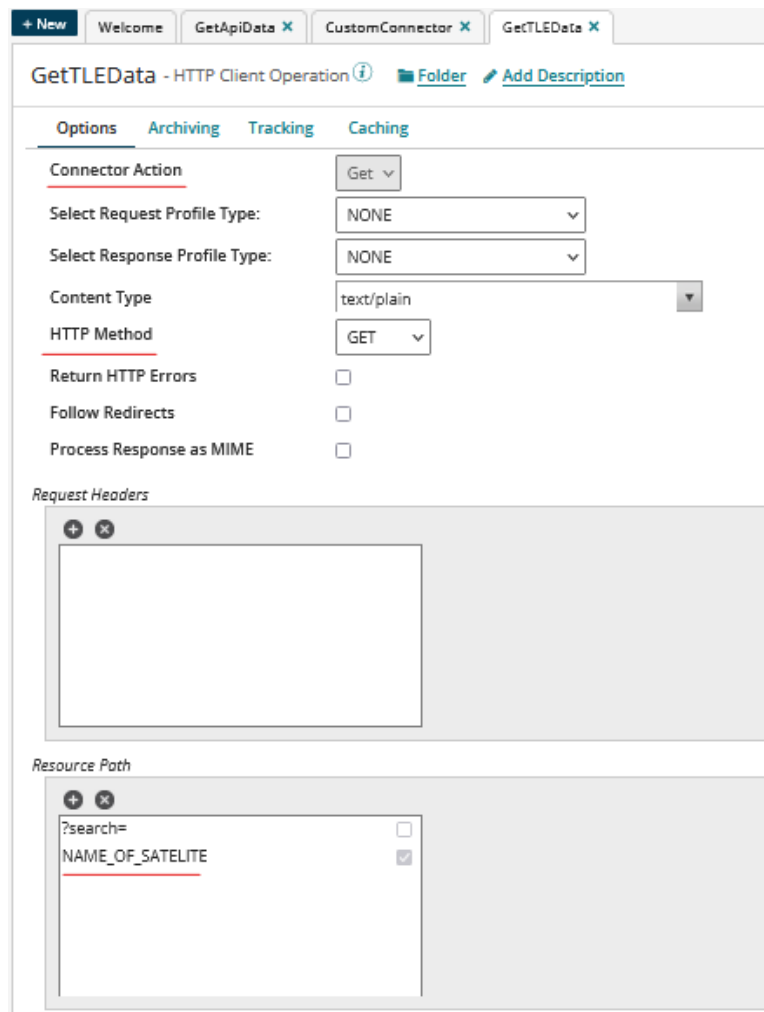 + New Welcome GetApiData × CustomConnector × GetTLEData ×
GetTLEData - HTTP Client Operation i Folder Add Description
Options Archiving Tracking Caching
Connector Action Get
Select Request Profile Type: NONE
Select Response Profile Type: NONE
Content Type text/plain
HTTP Method GET
Return HTTP Errors
Follow Redirects
Process Response as MIME
Request Headers
Resource Path
?search=
NAME_OF_SATELITE